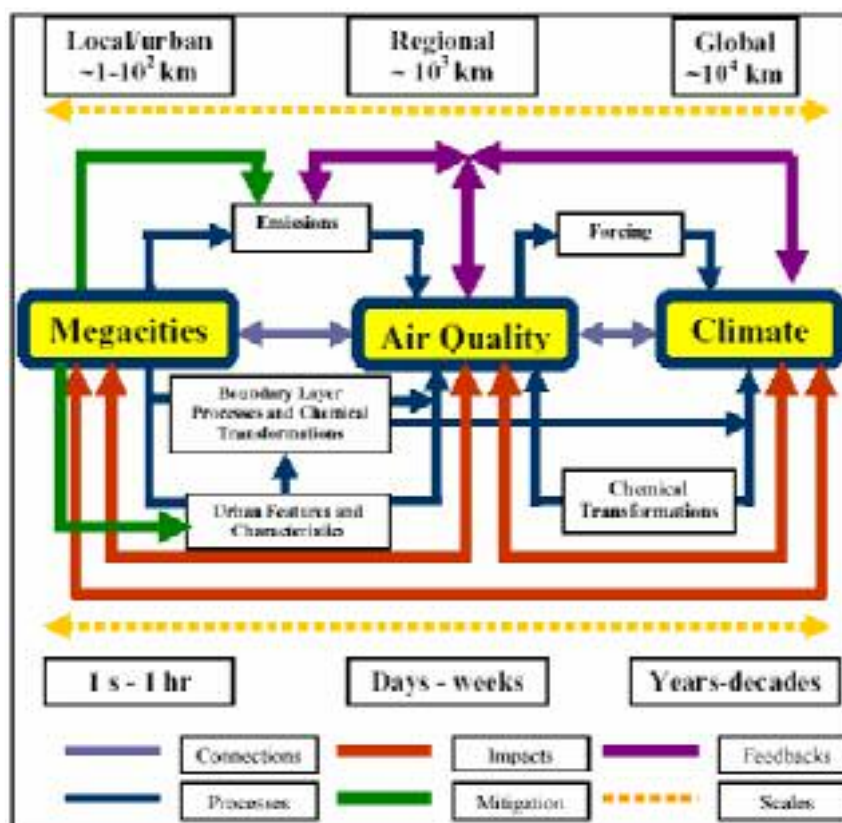 Local/urban
~1-10² km
Regional
~ 10³ km
Global
~10⁴ km
Emissions
Forcing
Megacities
Air Quality
Climate
Boundary Layer
Processes and Chemical
Transformations
Chemical
Transformations
Urban Features and
Characteristics
1 s - 1 hr
Days - weeks
Years-decades
Connections
Impacts
Feedbacks
Processes
Mitigation
Scales